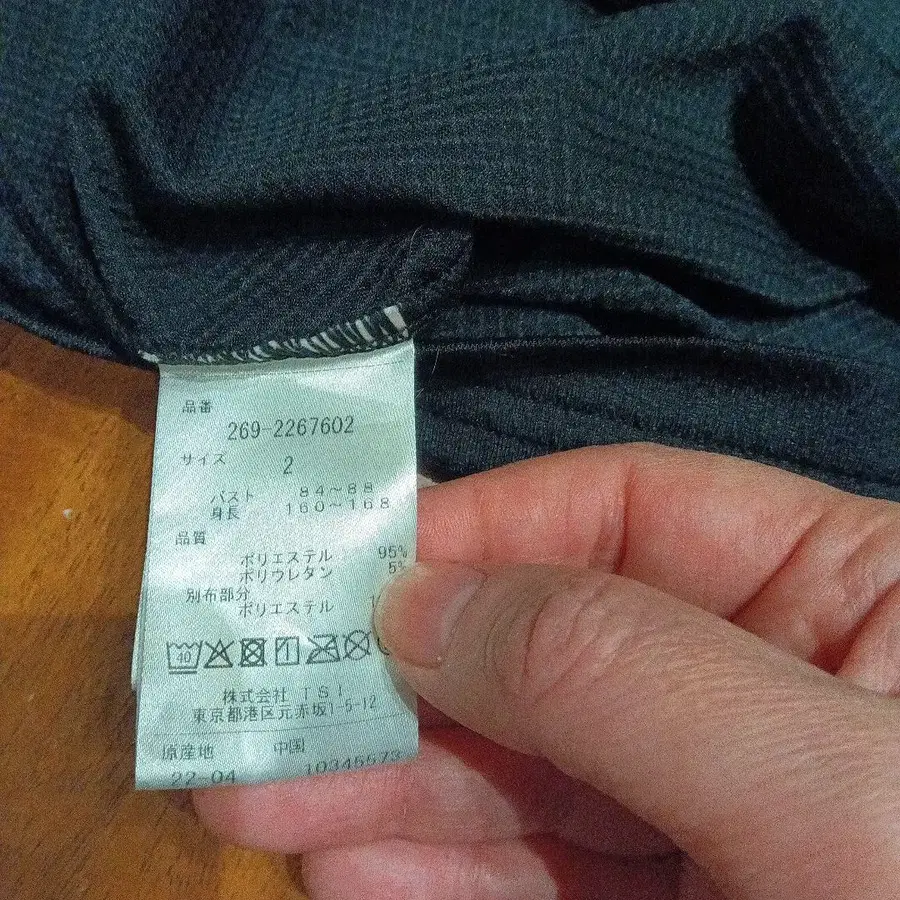 品番
269-2267602
サイズ 2
バスト 84～88
身長 160～168
品質
ポリエステル 95%
ポリウレタン 5%
別布部分
ポリエステル
40
株式会社 TSI
東京都港区元赤坂1-5-12
原産地 中国
22-04 10345573